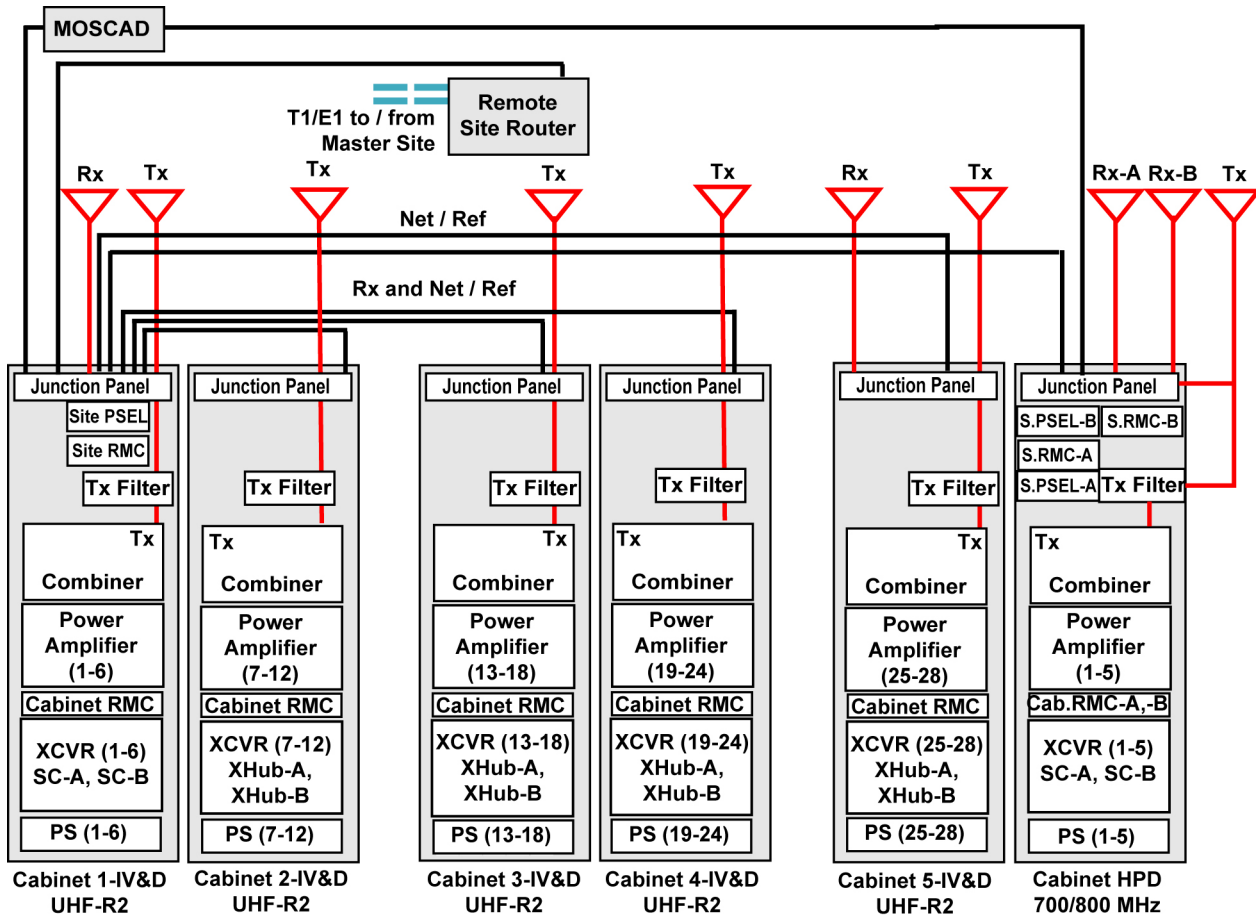 MOSCAD
Remote
Site Router
T1/E1 to / from
Master Site
Rx
Tx
Tx
Tx
Tx
Rx
Tx
Rx-A
Rx-B
Tx
Net / Ref
Rx and Net / Ref
Junction Panel
Site PSEL
Site RMC
Tx Filter
Tx
Combiner
Power
Amplifier
(1-6)
Cabinet RMC
XCVR (1-6)
SC-A, SC-B
PS (1-6)
Cabinet 1-IV&D
UHF-R2
Junction Panel
Tx Filter
Tx
Combiner
Power
Amplifier
(7-12)
Cabinet RMC
XCVR (7-12)
XHub-A,
XHub-B
PS (7-12)
Cabinet 2-IV&D
UHF-R2
Junction Panel
Tx Filter
Tx
Combiner
Power
Amplifier
(13-18)
Cabinet RMC
XCVR (13-18)
XHub-A,
XHub-B
PS (13-18)
Cabinet 3-IV&D
UHF-R2
Junction Panel
Tx Filter
Tx
Combiner
Power
Amplifier
(19-24)
Cabinet RMC
XCVR (19-24)
XHub-A,
XHub-B
PS (19-24)
Cabinet 4-IV&D
UHF-R2
Junction Panel
Tx Filter
Tx
Combiner
Power
Amplifier
(25-28)
Cabinet RMC
XCVR (25-28)
XHub-A,
XHub-B
PS (25-28)
Cabinet 5-IV&D
UHF-R2
Junction Panel
S.PSEL-B
S.RMC-B
S.RMC-A
S.PSEL-A
Tx Filter
Tx
Combiner
Power
Amplifier
(1-5)
Cab.RMC-A,-B
XCVR (1-5)
SC-A, SC-B
PS (1-5)
Cabinet HPD
700/800 MHz